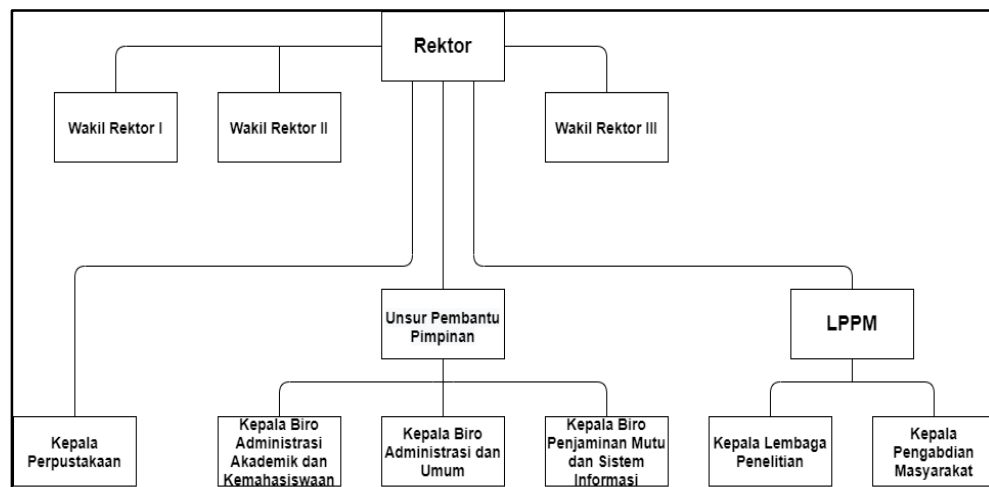 Rektor
Wakil Rektor I
Wakil Rektor II
Wakil Rektor III
Unsur Pembantu
Pimpinan
LPPM
Kepala
Perpustakaan
Kepala Biro
Administrasi
Akademik dan
Kemahasiswaan
Kepala Biro
Administrasi dan
Umum
Kepala Biro
Penjaminan Mutu
dan Sistem
Informasi
Kepala Lembaga
Penelitian
Kepala
Pengabdian
Masyarakat